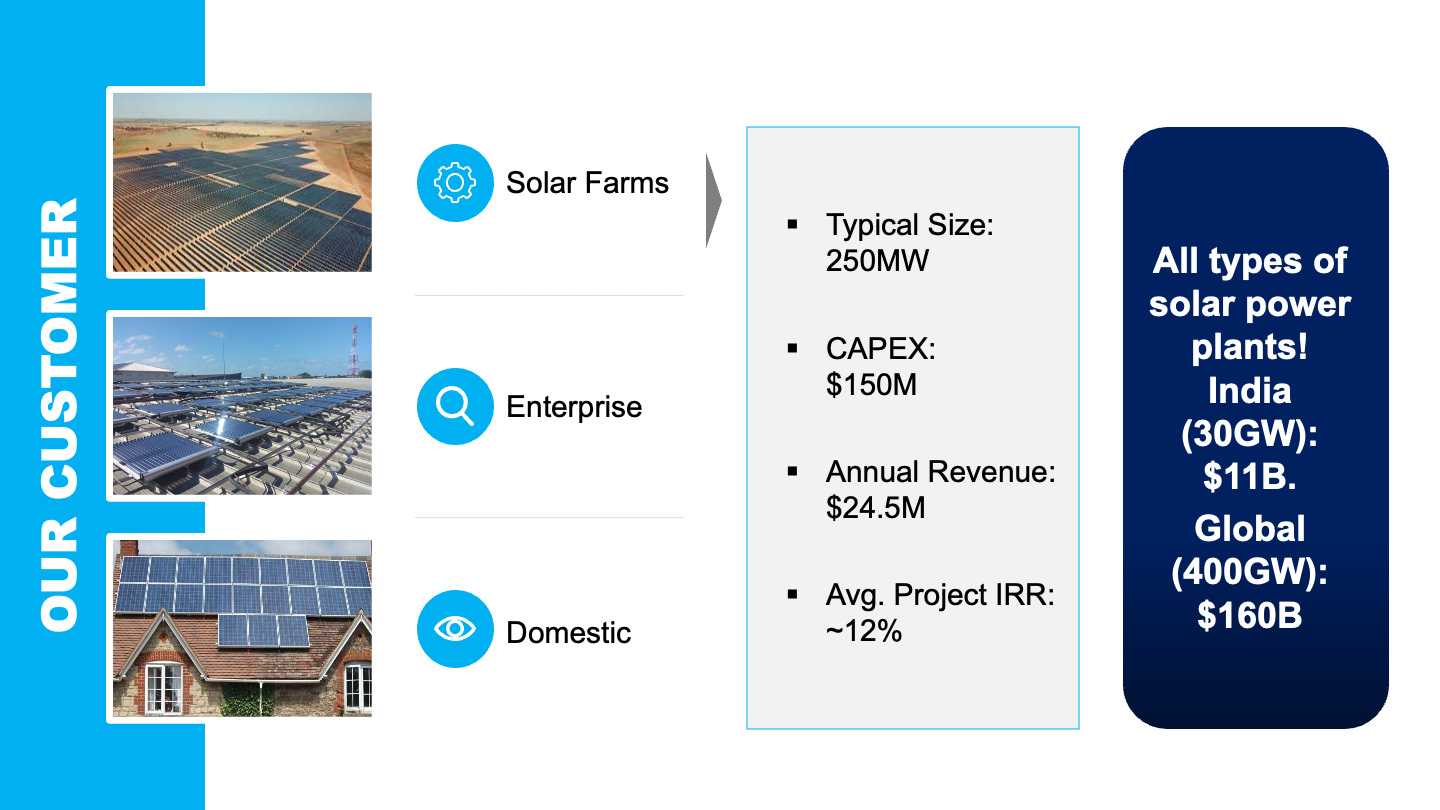 OUR CUSTOMER
Solar Farms
Enterprise
Domestic
▪ Typical Size:
250MW
▪ CAPEX:
$150M
▪ Annual Revenue:
$24.5M
▪ Avg. Project IRR:
~12%
All types of
solar power
plants!
India
(30GW):
$11B.
Global
(400GW):
$160B